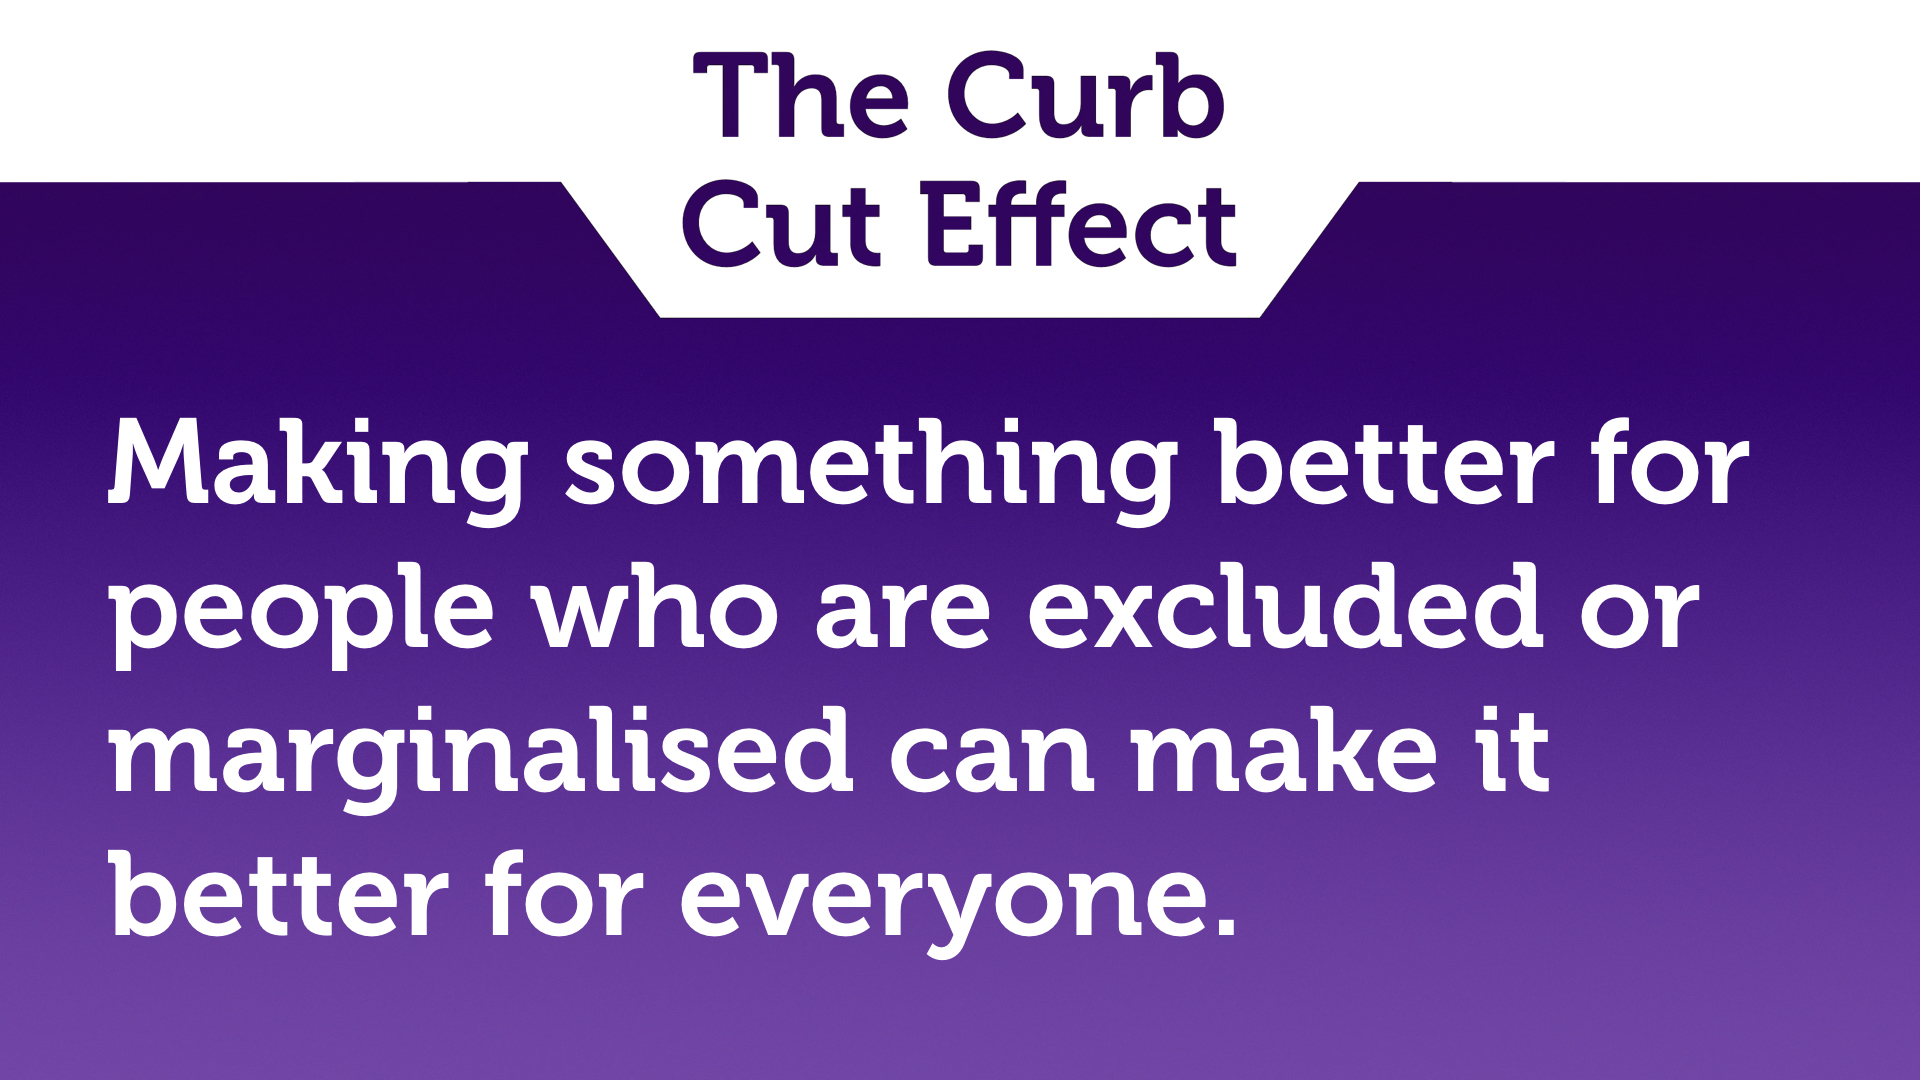 The Curb
Cut Effect
Making something better for
people who are excluded or
marginalised can make it
better for everyone.